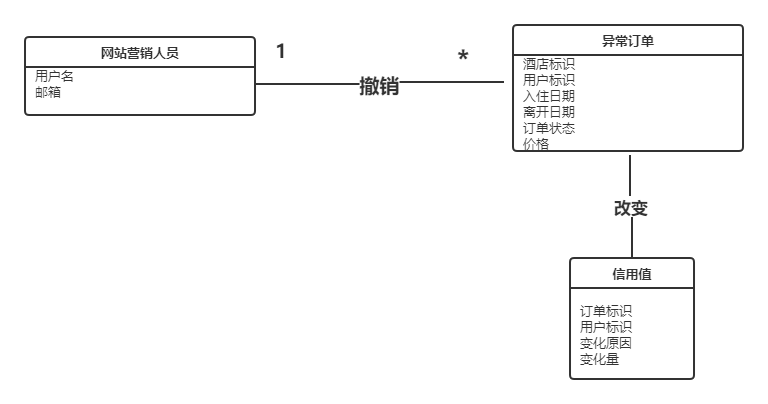 网站营销人员
用户名
邮箱
1
撤销
*
异常订单
酒店标识
用户标识
入住日期
离开日期
订单状态
价格
改变
信用值
订单标识
用户标识
变化原因
变化量